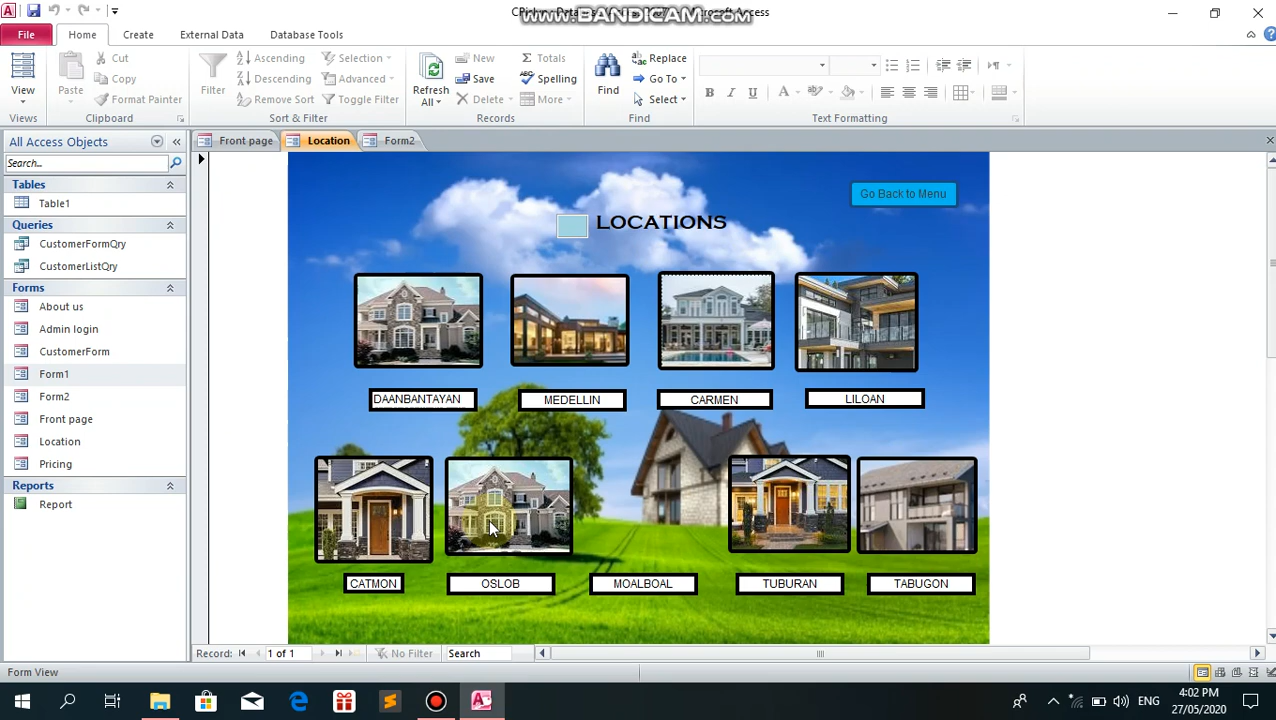 CPick
Microsoft Access
www.BANDICAM.com
File
Home
Create
External Data
Database Tools
View
Views
Paste
Cut
Copy
Format Painter
Clipboard
Filter
Ascending
Descending
Remove Sort
Selection
Advanced
Toggle Filter
Sort & Filter
Refresh
All
New
Save
Delete
Totals
Spelling
More
Records
Find
Replace
Go To
Select
Find
B I U
A
Text Formatting
All Access Objects
Search...
Tables
Table1
Queries
CustomerFormQry
CustomerListQry
Forms
About us
Admin login
CustomerForm
Form1
Form2
Front page
Location
Pricing
Reports
Report
Front page
Location
Form2
Go Back to Menu
LOCATIONS
DAANBANTAYAN
MEDELLIN
CARMEN
LILOAN
CATMON
OSLOB
MOALBOAL
TUBURAN
TABUGON
Record: 1 of 1 No Filter Search
Form View
ENG
4:02 PM
27/05/2020